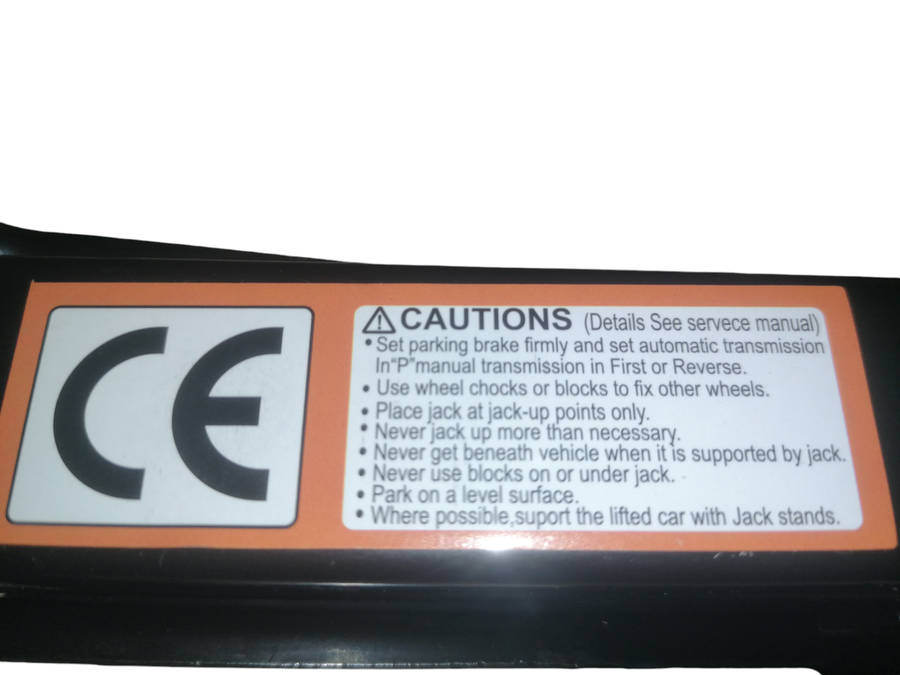 CE
⚠CAUTIONS (Details See servece manual)
• Set parking brake firmly and set automatic transmission
In"P"manual transmission in First or Reverse.
• Use wheel chocks or blocks to fix other wheels.
• Place jack at jack-up points only.
• Never jack up more than necessary.
• Never get beneath vehicle when it is supported by jack.
• Never use blocks on or under jack.
• Park on a level surface.
• Where possible,suport the lifted car with Jack stands.